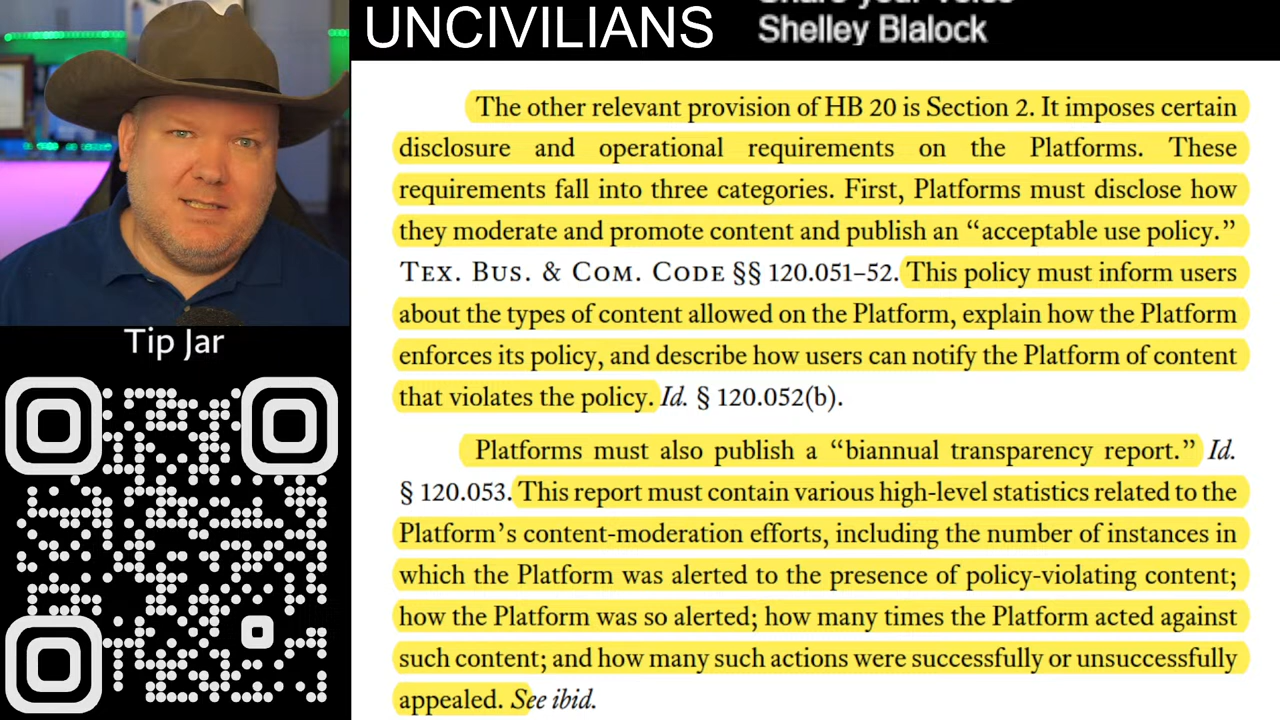 UNCIVILIANS
Share your voice
Shelley Blalock
Tip Jar
The other relevant provision of HB 20 is Section 2. It imposes certain
disclosure and operational requirements on the Platforms. These
requirements fall into three categories. First, Platforms must disclose how
they moderate and promote content and publish an “acceptable use policy.”
TEX. BUS. & COM. CODE §§ 120.051–52. This policy must inform users
about the types of content allowed on the Platform, explain how the Platform
enforces its policy, and describe how users can notify the Platform of content
that violates the policy. Id. § 120.052(b).
Platforms must also publish a “biannual transparency report.” Id.
§ 120.053. This report must contain various high-level statistics related to the
Platform’s content-moderation efforts, including the number of instances in
which the Platform was alerted to the presence of policy-violating content;
how the Platform was so alerted; how many times the Platform acted against
such content; and how many such actions were successfully or unsuccessfully
appealed. See ibid.